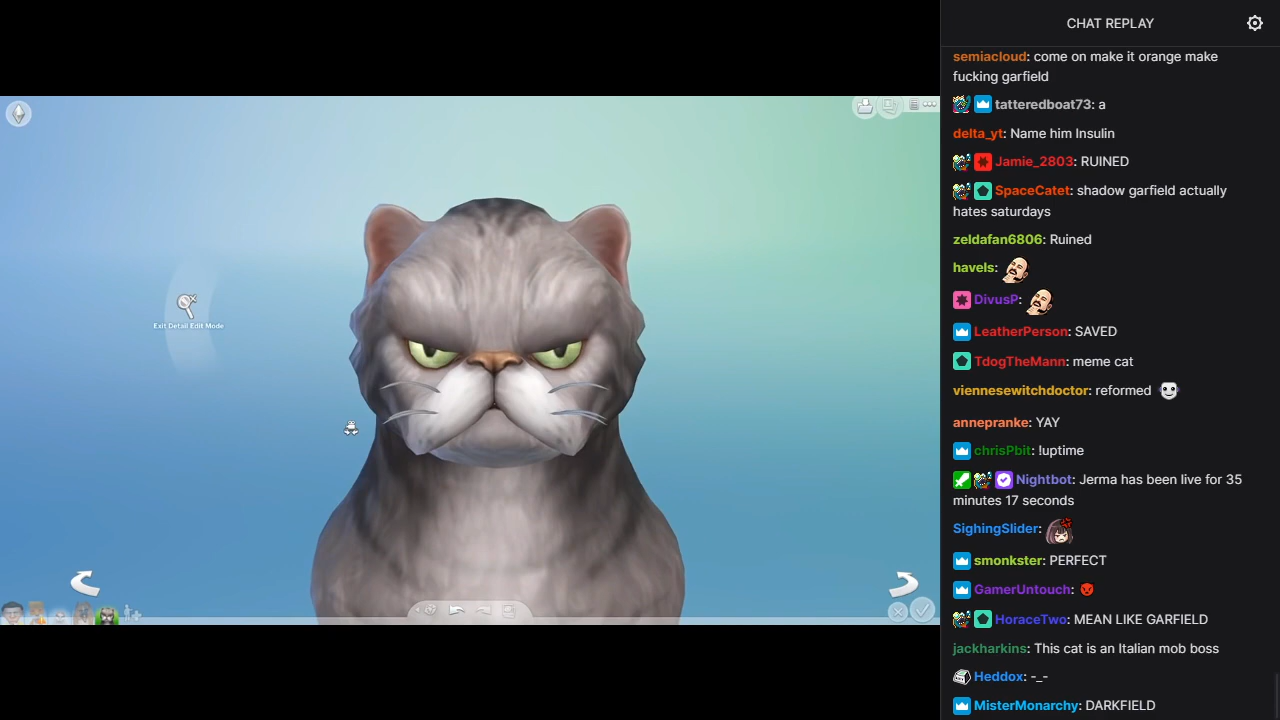 CHAT REPLAY
semiacloud: come on make it orange make
fucking garfield
tatteredboat73: a
delta_yt: Name him Insulin
Jamie_2803: RUINED
SpaceCatet: shadow garfield actually
hates saturdays
zeldafan6806: Ruined
havels:
DivusP:
LeatherPerson: SAVED
TdogTheMann: meme cat
viennesewitchdoctor: reformed
annepranke: YAY
chrisPbit: !uptime
Nightbot: Jerma has been live for 35
minutes 17 seconds
SighingSlider:
smonkster: PERFECT
GamerUntouch:
HoraceTwo: MEAN LIKE GARFIELD
jackharkins: This cat is an Italian mob boss
Heddox: -_-
MisterMonarchy: DARKFIELD
Exit Detail Edit Mode